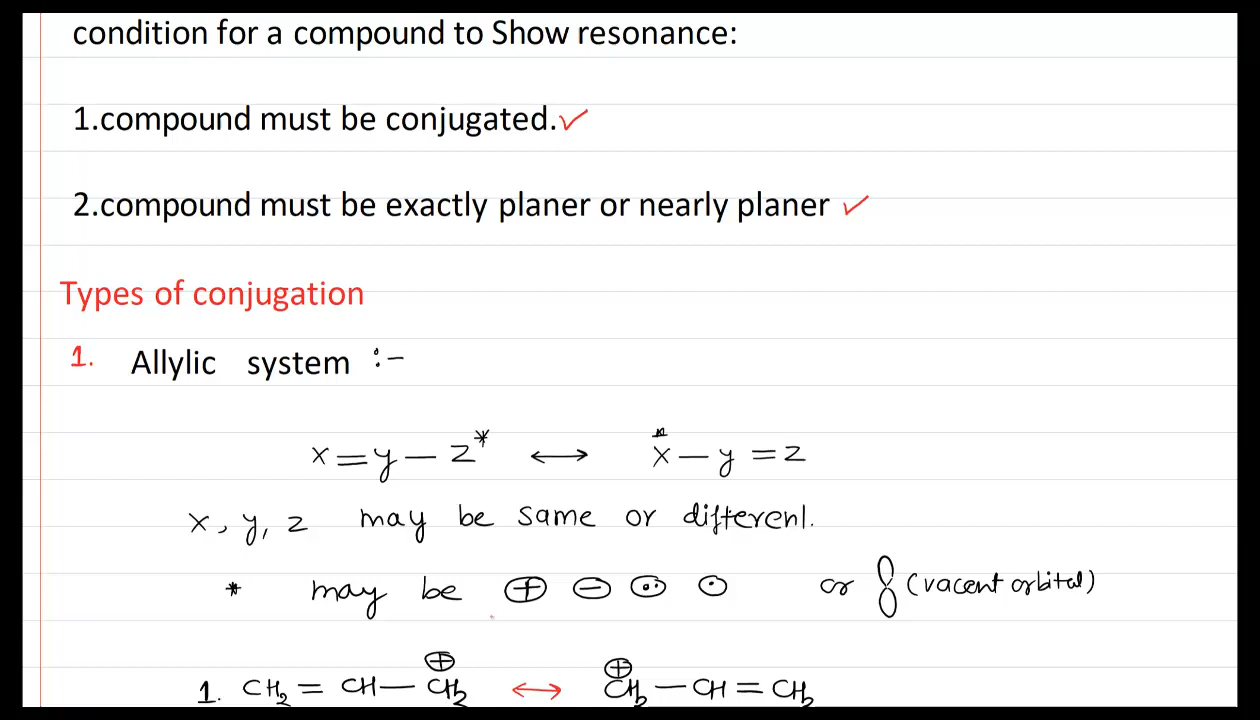 condition for a compound to Show resonance:
1.compound must be conjugated.✓
2.compound must be exactly planer or nearly planer ✓
Types of conjugation
1. Allylic system :-
x=y-z* ↔ *x-y=z
x, y, z may be same or different.
* may be ⊕ ⊖ ·· · or (vacent orbital)
1. CH₂=CH-CH₂⊕ ↔ ⊕CH₂-CH=CH₂